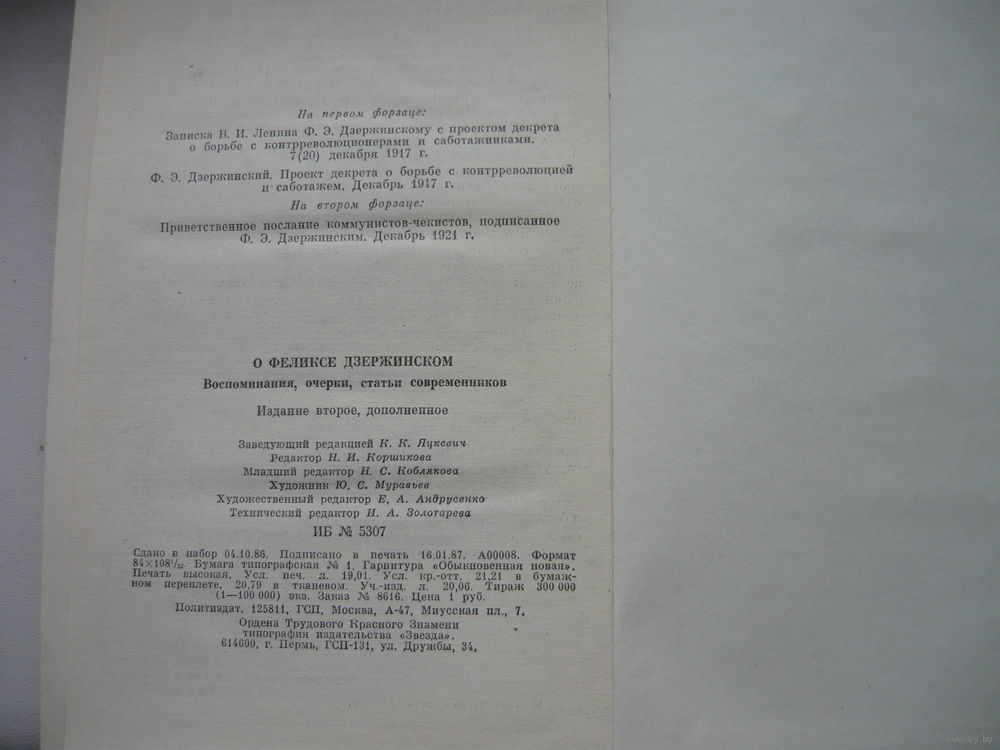 На первом форзаце:
Записка В. И. Ленина Ф. Э. Дзержинскому с проектом декрета
о борьбе с контрреволюционерами и саботажниками.
7(20) декабря 1917 г.
Ф. Э. Дзержинский. Проект декрета о борьбе с контрреволюцией
и саботажем. Декабрь 1917 г.
На втором форзаце:
Приветственное послание коммунистов-чекистов, подписанное
Ф. Э. Дзержинским. Декабрь 1921 г.
О ФЕЛИКСЕ ДЗЕРЖИНСКОМ
Воспоминания, очерки, статьи современников
Издание второе, дополненное
Заведующий редакцией К. К. Яцкевич
Редактор Н. И. Коршикова
Младший редактор Н. С. Коблякова
Художник Ю. С. Муравьев
Художественный редактор Е. А. Андрусенко
Технический редактор И. А. Золотарева
ИБ № 5307
Сдано в набор 04.10.86. Подписано в печать 16.01.87. А00008. Формат
84×108¹/₃₂. Бумага типографская № 1. Гарнитура «Обыкновенная новая».
Печать высокая. Усл. печ. л. 19,01. Усл. кр.-отт. 21,21 в бумаж-
ном переплете, 20,79 в тканевом. Уч.-изд. л. 20,06. Тираж 300 000
(1—100 000) экз. Заказ № 8616. Цена 1 руб.
Политиздат. 125811, ГСП, Москва, А-47, Миусская пл., 7.
Ордена Трудового Красного Знамени
типография издательства «Звезда».
614600, г. Пермь, ГСП-131, ул. Дружбы, 34.
www.ay.by